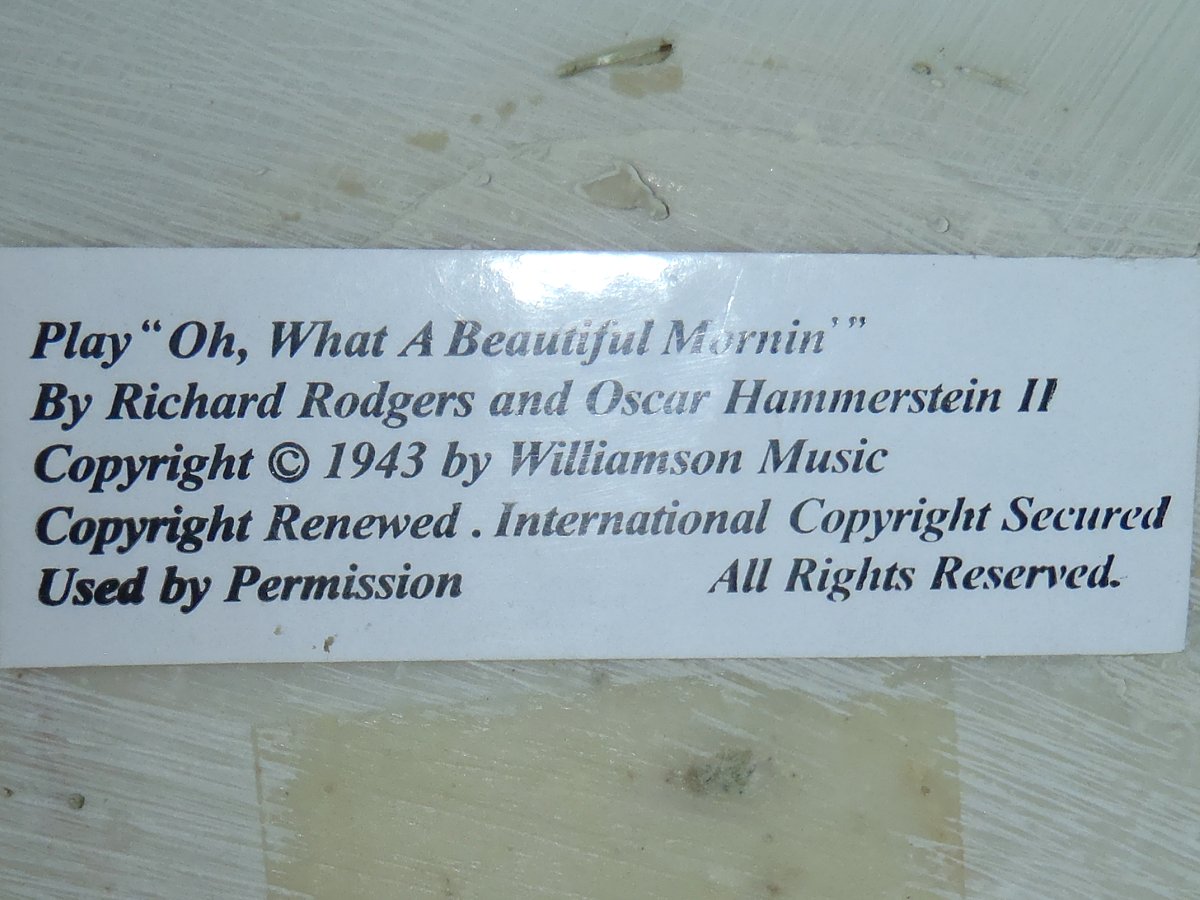 Play “Oh, What A Beautiful Mornin’”
By Richard Rodgers and Oscar Hammerstein II
Copyright © 1943 by Williamson Music
Copyright Renewed . International Copyright Secured
Used by Permission All Rights Reserved.